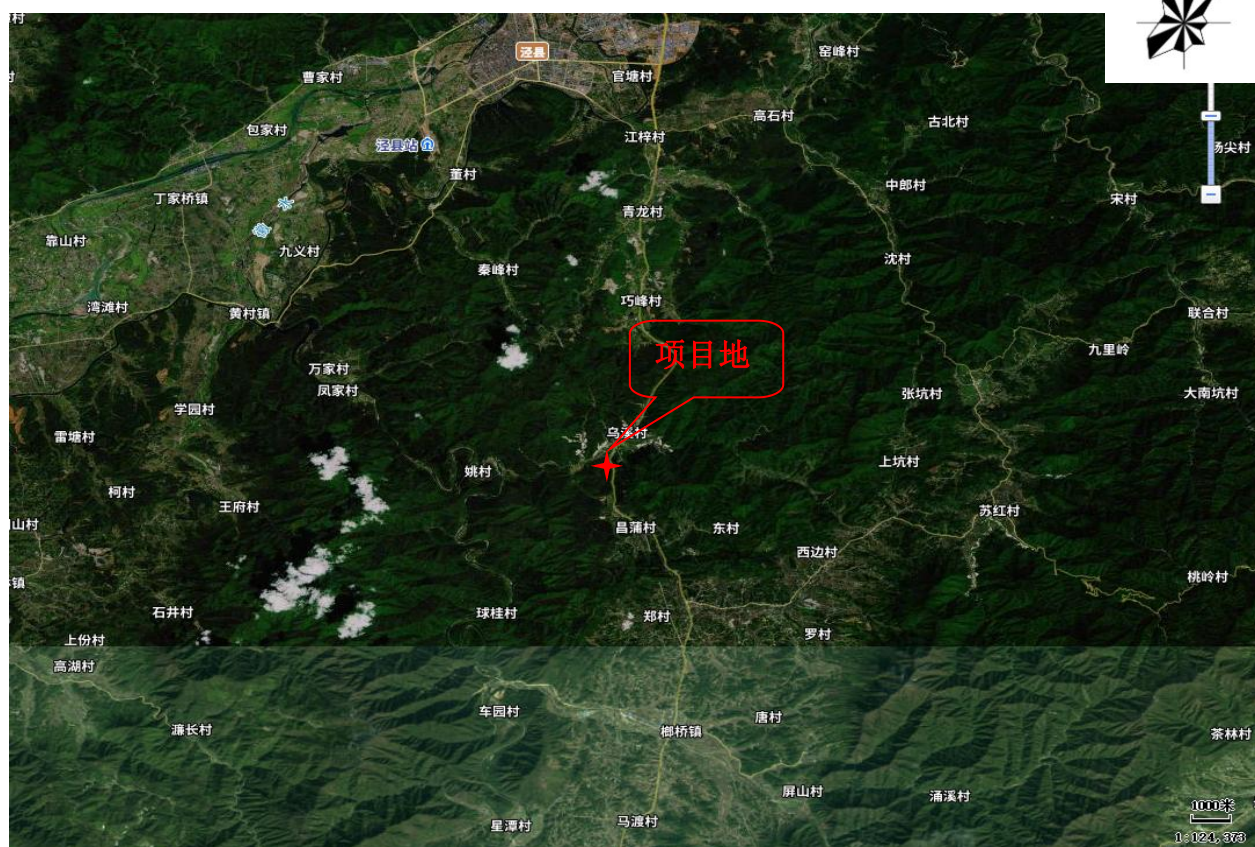 村
泾县
窑峰村
曹家村
官塘村
高石村
古北村
包家村
江梓村
泾县站
汤尖村
董村
中郎村
丁家桥镇
宋村
水
青龙村
靠山村
九义村
沈村
秦峰村
巧峰村
湾滩村
黄村镇
联合村
九里岭
项目地
万家村
凤家村
张坑村
大南坑村
学园村
乌溪村
雷塘村
上坑村
姚村
柯村
王府村
苏红村
山村
昌蒲村
东村
西边村
镇
桃岭村
石井村
球桂村
郑村
罗村
上份村
高湖村
车园村
唐村
濂长村
榔桥镇
茶林村
屏山村
涌溪村
1000米
星潭村
马渡村
1:124,373